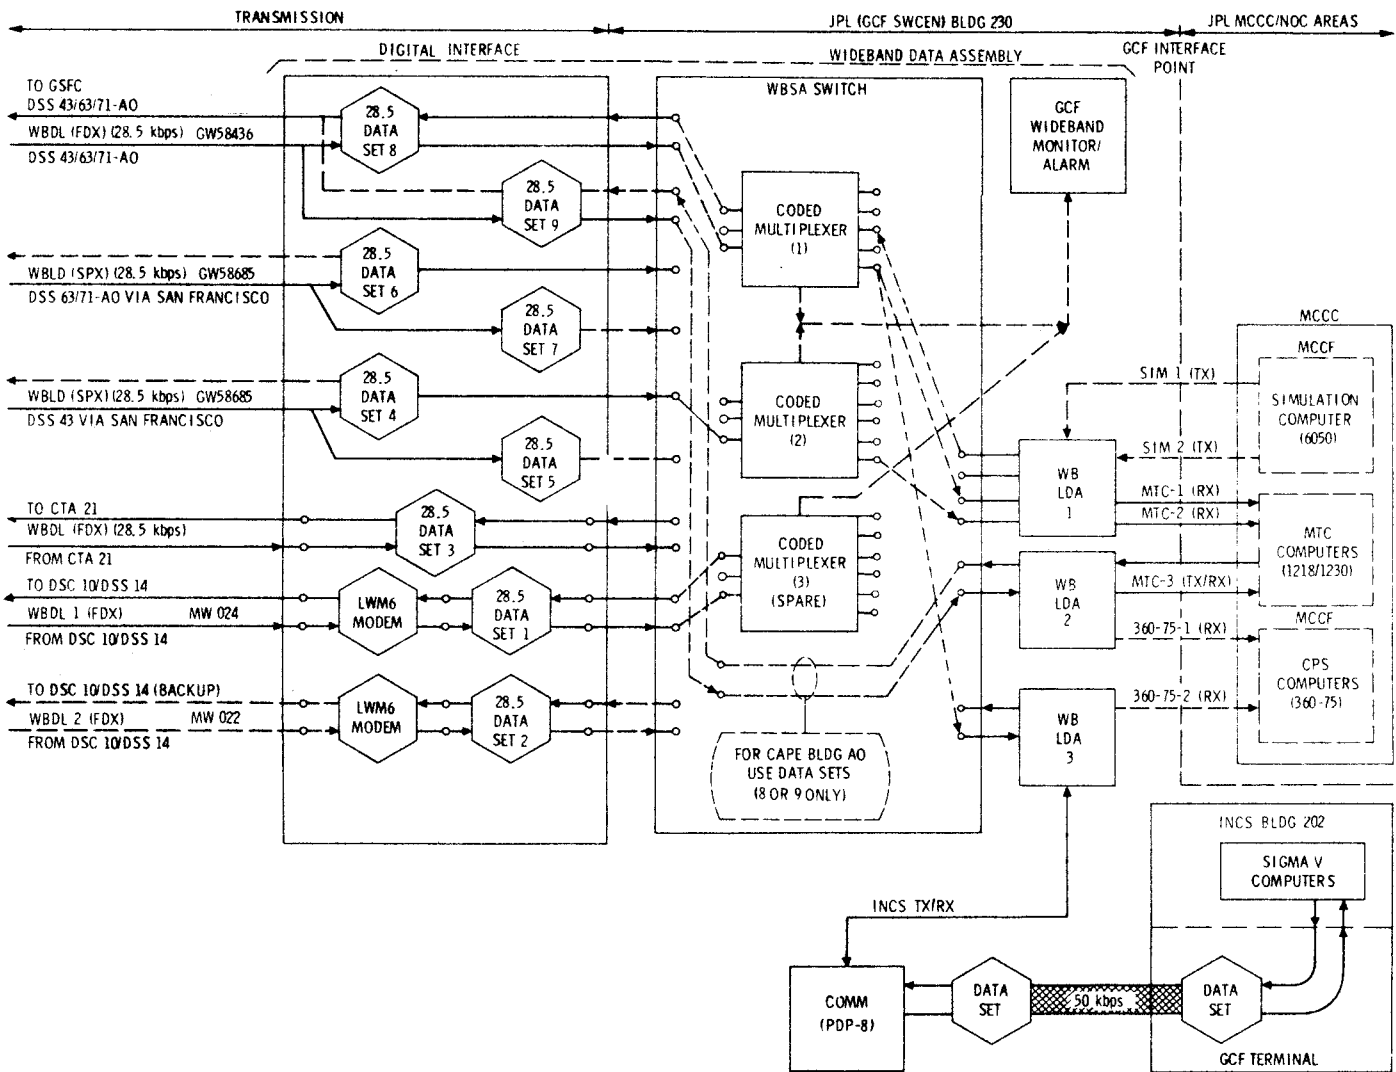 TRANSMISSION
JPL (GCF SWCEN) BLDG 230
JPL MCCC/NOC AREAS
DIGITAL INTERFACE
WIDEBAND DATA ASSEMBLY
GCF INTERFACE
POINT
TO GSFC
DSS 43/63/71-AO
WBDL (FDX) (28.5 kbps) GW58436
DSS 43/63/71-AO
28.5
DATA
SET 8
28.5
DATA
SET 9
WBLD (SPX) (28.5 kbps) GW58685
DSS 63/71-AO VIA SAN FRANCISCO
28.5
DATA
SET 6
28.5
DATA
SET 7
WBLD (SPX) (28.5 kbps) GW58685
DSS 43 VIA SAN FRANCISCO
28.5
DATA
SET 4
28.5
DATA
SET 5
TO CTA 21
WBDL (FDX) (28.5 kbps)
FROM CTA 21
28.5
DATA
SET 3
TO DSC 10/DSS 14
WBDL 1 (FDX) MW 024
FROM DSC 10/DSS 14
LWM6
MODEM
28.5
DATA
SET 1
TO DSC 10/DSS 14 (BACKUP)
WBDL 2 (FDX) MW 022
FROM DSC 10/DSS 14
LWM6
MODEM
28.5
DATA
SET 2
WBSA SWITCH
CODED
MULTIPLEXER
(1)
CODED
MULTIPLEXER
(2)
CODED
MULTIPLEXER
(3)
(SPARE)
FOR CAPE BLDG AO
USE DATA SETS
(8 OR 9 ONLY)
GCF
WIDEBAND
MONITOR/
ALARM
WB
LDA
1
WB
LDA
2
WB
LDA
3
SIM 1 (TX)
SIM 2 (TX)
MTC-1 (RX)
MTC-2 (RX)
MTC-3 (TX/RX)
360-75-1 (RX)
360-75-2 (RX)
MCCC
MCCF
SIMULATION
COMPUTER
(6050)
MTC
COMPUTERS
(1218/1230)
MCCF
CPS
COMPUTERS
(360-75)
INCS TX/RX
COMM
(PDP-8)
DATA
SET
50 kbps
DATA
SET
INCS BLDG 202
SIGMA V
COMPUTERS
GCF TERMINAL